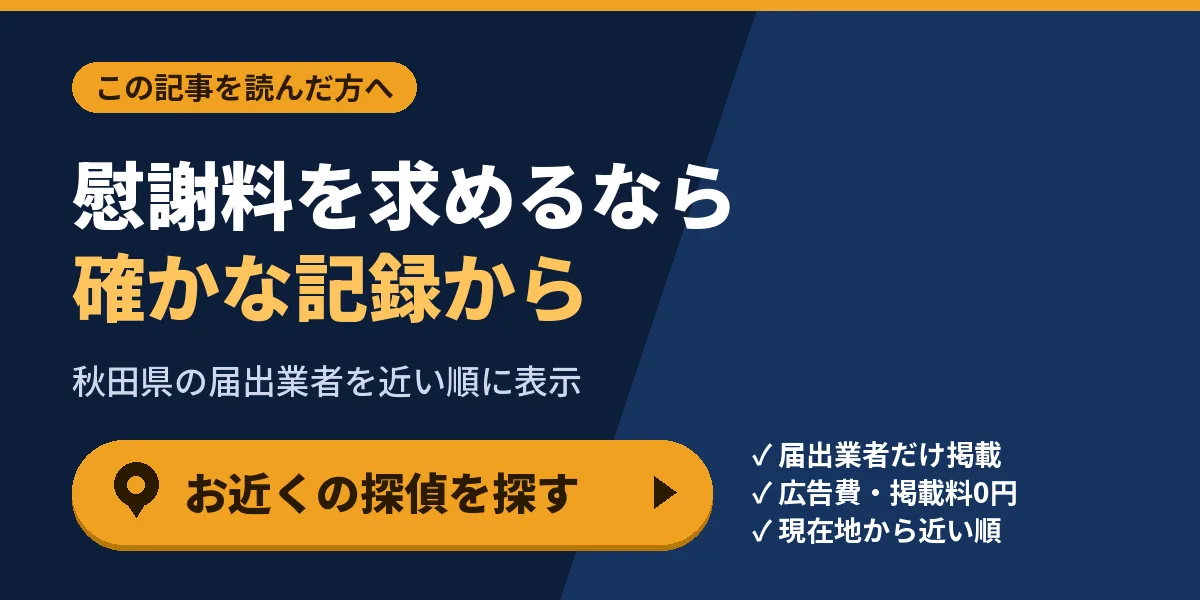 この記事を読んだ方へ
慰謝料を求めるなら
確かな記録から
秋田県の届出業者を近い順に表示
お近くの探偵を探す
✓ 届出業者だけ掲載
✓ 広告費・掲載料0円
✓ 現在地から近い順